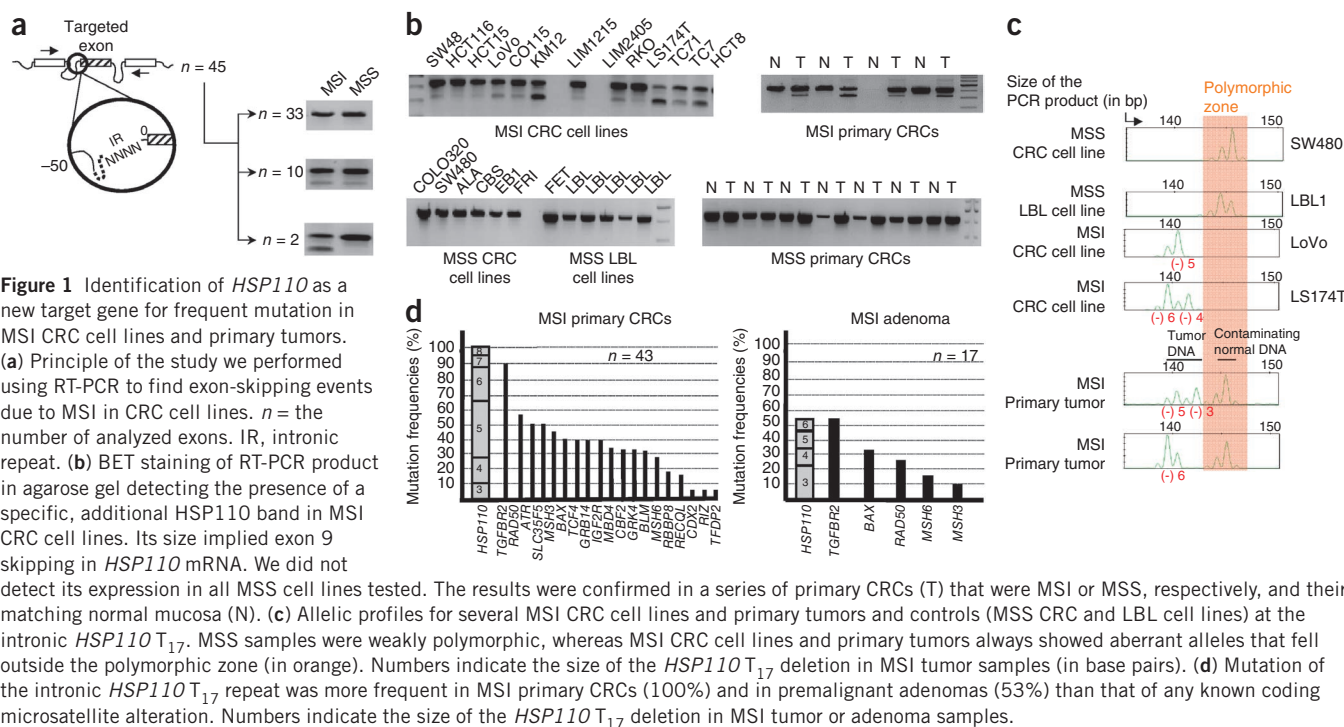 a
Targeted
exon
n = 45
MSI MSS
n = 33
n = 10
n = 2
IR
0
NNNN
–50
b
SW48 HCT116 HCT15 LoVo CO115 KM12 LIM1215 LIM2405 RKO LS174T TC71 TC7 HCT8
MSI CRC cell lines
N T N T N T N T
MSI primary CRCs
COLO320 SW480 ALA CBS EB1 FRI FET LBL LBL LBL LBL LBL
MSS CRC
cell lines
MSS LBL
cell lines
N T N T N T N T N T N T
MSS primary CRCs
c
Size of the
PCR product (in bp)
Polymorphic
zone
140 150
MSS
CRC cell line
SW480
140 150
MSS
LBL cell line
LBL1
MSI
CRC cell line
LoVo
(-) 5
140 150
MSI
CRC cell line
LS174T
(-) 6 (-) 4
Tumor
DNA
Contaminating
normal DNA
140 150
MSI
Primary tumor
(-) 5 (-) 3
140 150
MSI
Primary tumor
(-) 6
d
MSI primary CRCs
n = 43
Mutation frequencies (%)
100
90
80
70
60
50
40
30
20
10
8
7
6
5
4
3
HSP110 TGFBR2 RAD50 ATR SLC35F5 MSH3 BAX TCF4 GRB14 IGF2R MBD4 CBF2 GRK4 BLM MSH6 RBBP8 RECQL CDX2 RIZ TFDP2
MSI adenoma
n = 17
Mutation frequencies (%)
100
90
80
70
60
50
40
30
20
10
6
5
4
3
HSP110 TGFBR2 BAX RAD50 MSH6 MSH3
Figure 1 Identification of HSP110 as a
new target gene for frequent mutation in
MSI CRC cell lines and primary tumors.
(a) Principle of the study we performed
using RT-PCR to find exon-skipping events
due to MSI in CRC cell lines. n = the
number of analyzed exons. IR, intronic
repeat. (b) BET staining of RT-PCR product
in agarose gel detecting the presence of a
specific, additional HSP110 band in MSI
CRC cell lines. Its size implied exon 9
skipping in HSP110 mRNA. We did not
detect its expression in all MSS cell lines tested. The results were confirmed in a series of primary CRCs (T) that were MSI or MSS, respectively, and their
matching normal mucosa (N). (c) Allelic profiles for several MSI CRC cell lines and primary tumors and controls (MSS CRC and LBL cell lines) at the
intronic HSP110 T17. MSS samples were weakly polymorphic, whereas MSI CRC cell lines and primary tumors always showed aberrant alleles that fell
outside the polymorphic zone (in orange). Numbers indicate the size of the HSP110 T17 deletion in MSI tumor samples (in base pairs). (d) Mutation of
the intronic HSP110 T17 repeat was more frequent in MSI primary CRCs (100%) and in premalignant adenomas (53%) than that of any known coding
microsatellite alteration. Numbers indicate the size of the HSP110 T17 deletion in MSI tumor or adenoma samples.